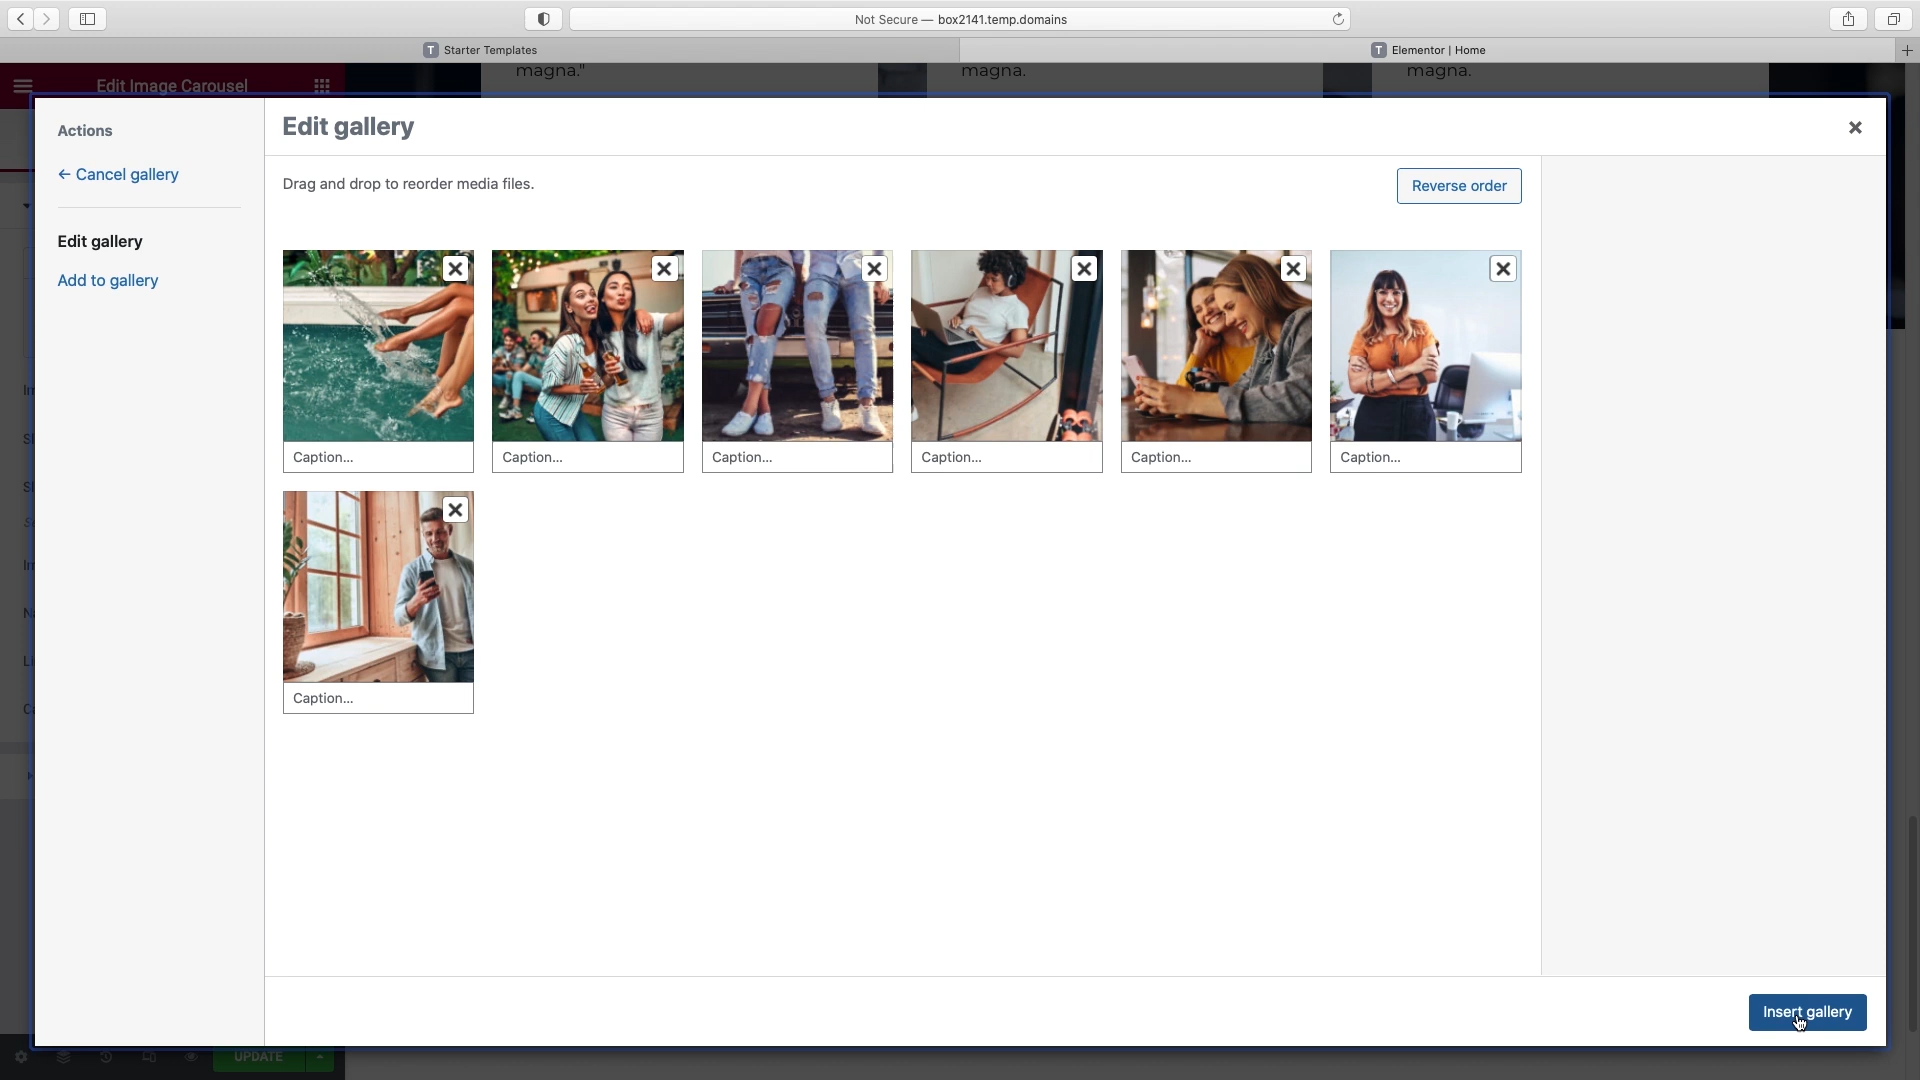 Not Secure — box2141.temp.domains
T Starter Templates
T Elementor | Home
magna."
magna.
magna.
Edit Image Carousel
Actions
Edit gallery
← Cancel gallery
Drag and drop to reorder media files.
Reverse order
Edit gallery
Add to gallery
Caption...
Caption...
Caption...
Caption...
Caption...
Caption...
Caption...
Insert gallery
UPDATE